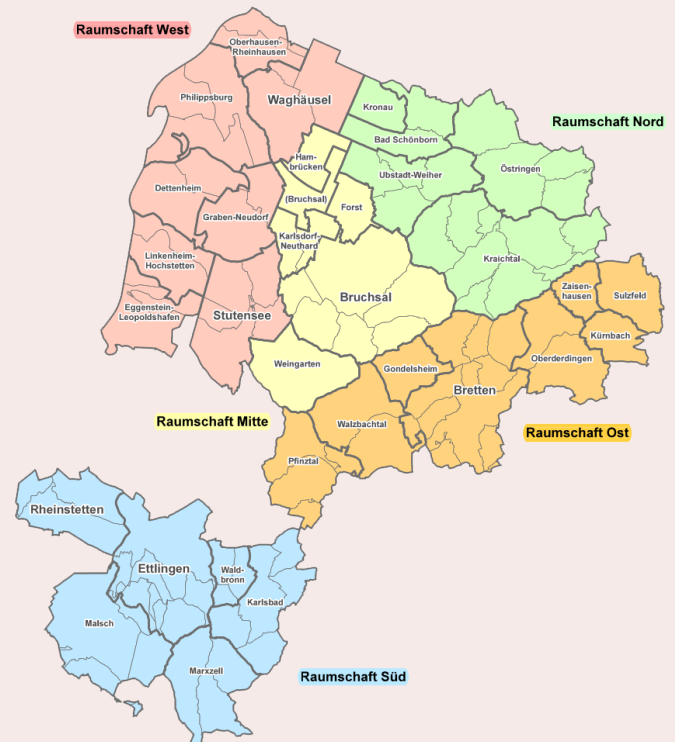 Raumschaft West
Oberhausen-
Rheinhausen
Philippsburg
Waghäusel
Kronau
Raumschaft Nord
Bad Schönborn
Ham-
brücken
Ubstadt-Weiher
Östringen
Dettenheim
(Bruchsal)
Forst
Graben-Neudorf
Karlsdorf-
Neuthard
Linkenheim-
Hochstetten
Kraichtal
Zaisen-
hausen
Sulzfeld
Bruchsal
Eggenstein-
Leopoldshafen
Stutensee
Kürnbach
Oberderdingen
Weingarten
Gondelsheim
Bretten
Raumschaft Mitte
Walzbachtal
Raumschaft Ost
Pfinztal
Rheinstetten
Ettlingen
Wald-
bronn
Karlsbad
Malsch
Marxzell
Raumschaft Süd